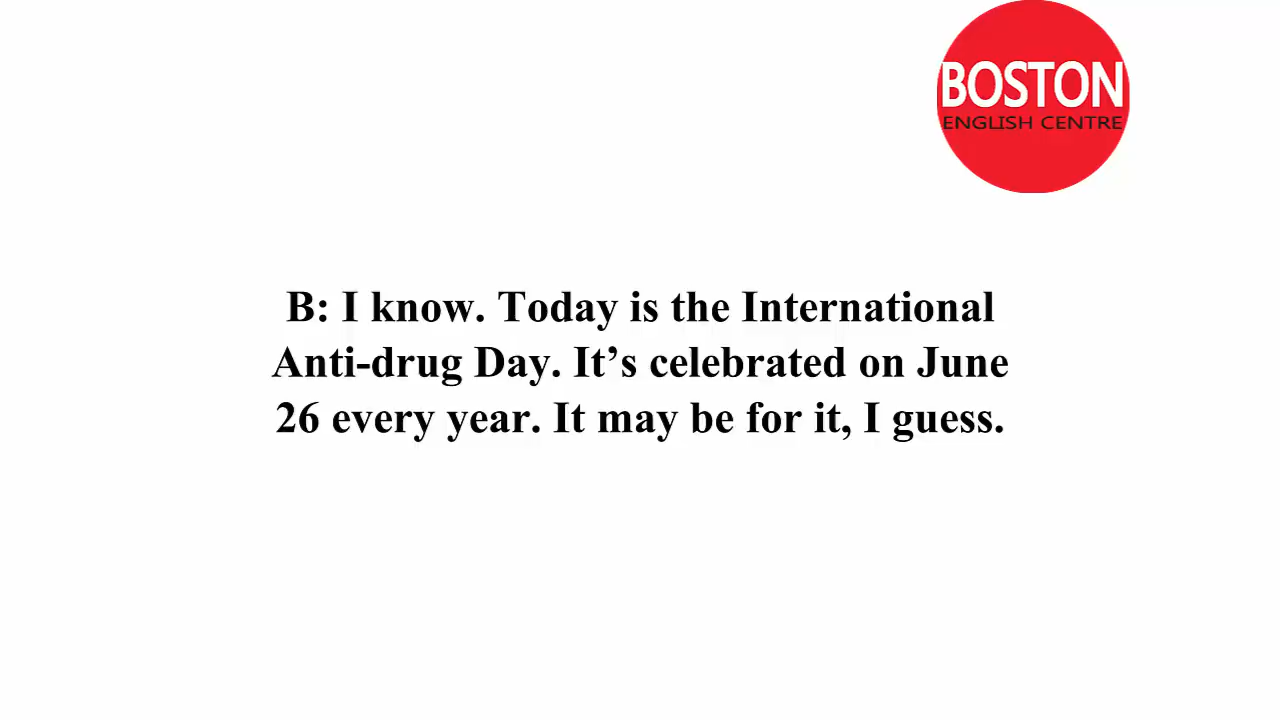 BOSTON
ENGLISH CENTRE
B: I know. Today is the International
Anti-drug Day. It’s celebrated on June
26 every year. It may be for it, I guess.